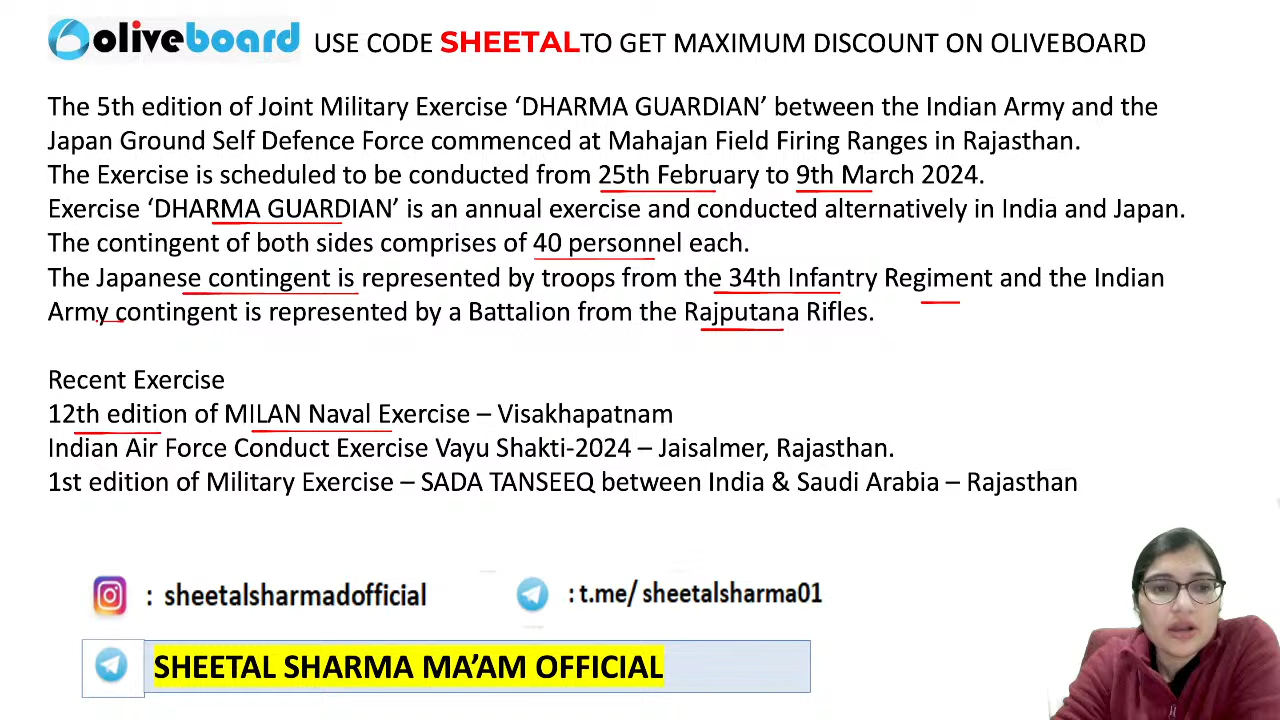 oliveboard USE CODE SHEETAL TO GET MAXIMUM DISCOUNT ON OLIVEBOARD
The 5th edition of Joint Military Exercise ‘DHARMA GUARDIAN’ between the Indian Army and the
Japan Ground Self Defence Force commenced at Mahajan Field Firing Ranges in Rajasthan.
The Exercise is scheduled to be conducted from 25th February to 9th March 2024.
Exercise ‘DHARMA GUARDIAN’ is an annual exercise and conducted alternatively in India and Japan.
The contingent of both sides comprises of 40 personnel each.
The Japanese contingent is represented by troops from the 34th Infantry Regiment and the Indian
Army contingent is represented by a Battalion from the Rajputana Rifles.
Recent Exercise
12th edition of MILAN Naval Exercise – Visakhapatnam
Indian Air Force Conduct Exercise Vayu Shakti-2024 – Jaisalmer, Rajasthan.
1st edition of Military Exercise – SADA TANSEEQ between India & Saudi Arabia – Rajasthan
: sheetalsharmadofficial : t.me/ sheetalsharma01
SHEETAL SHARMA MA’AM OFFICIAL